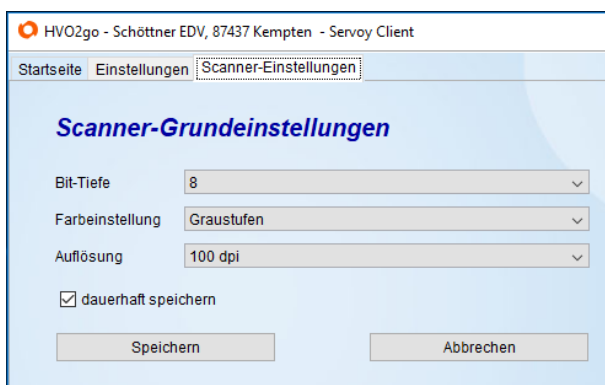 HVO2go - Schöttner EDV, 87437 Kempten - Servoy Client
Startseite Einstellungen Scanner-Einstellungen
Scanner-Grundeinstellungen
Bit-Tiefe 8
Farbeinstellung Graustufen
Auflösung 100 dpi
dauerhaft speichern
Speichern Abbrechen